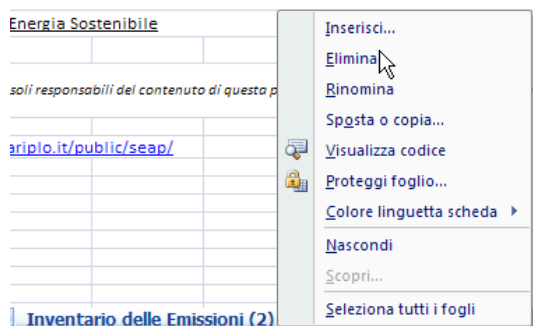 Energia Sostenibile
soli responsabili del contenuto di questa p
ariplo.it/public/seap/
Inventario delle Emissioni (2)
Inserisci...
Elimina
Rinomina
Sposta o copia...
Visualizza codice
Proteggi foglio...
Colore linguetta scheda
Nascondi
Scopri...
Seleziona tutti i fogli